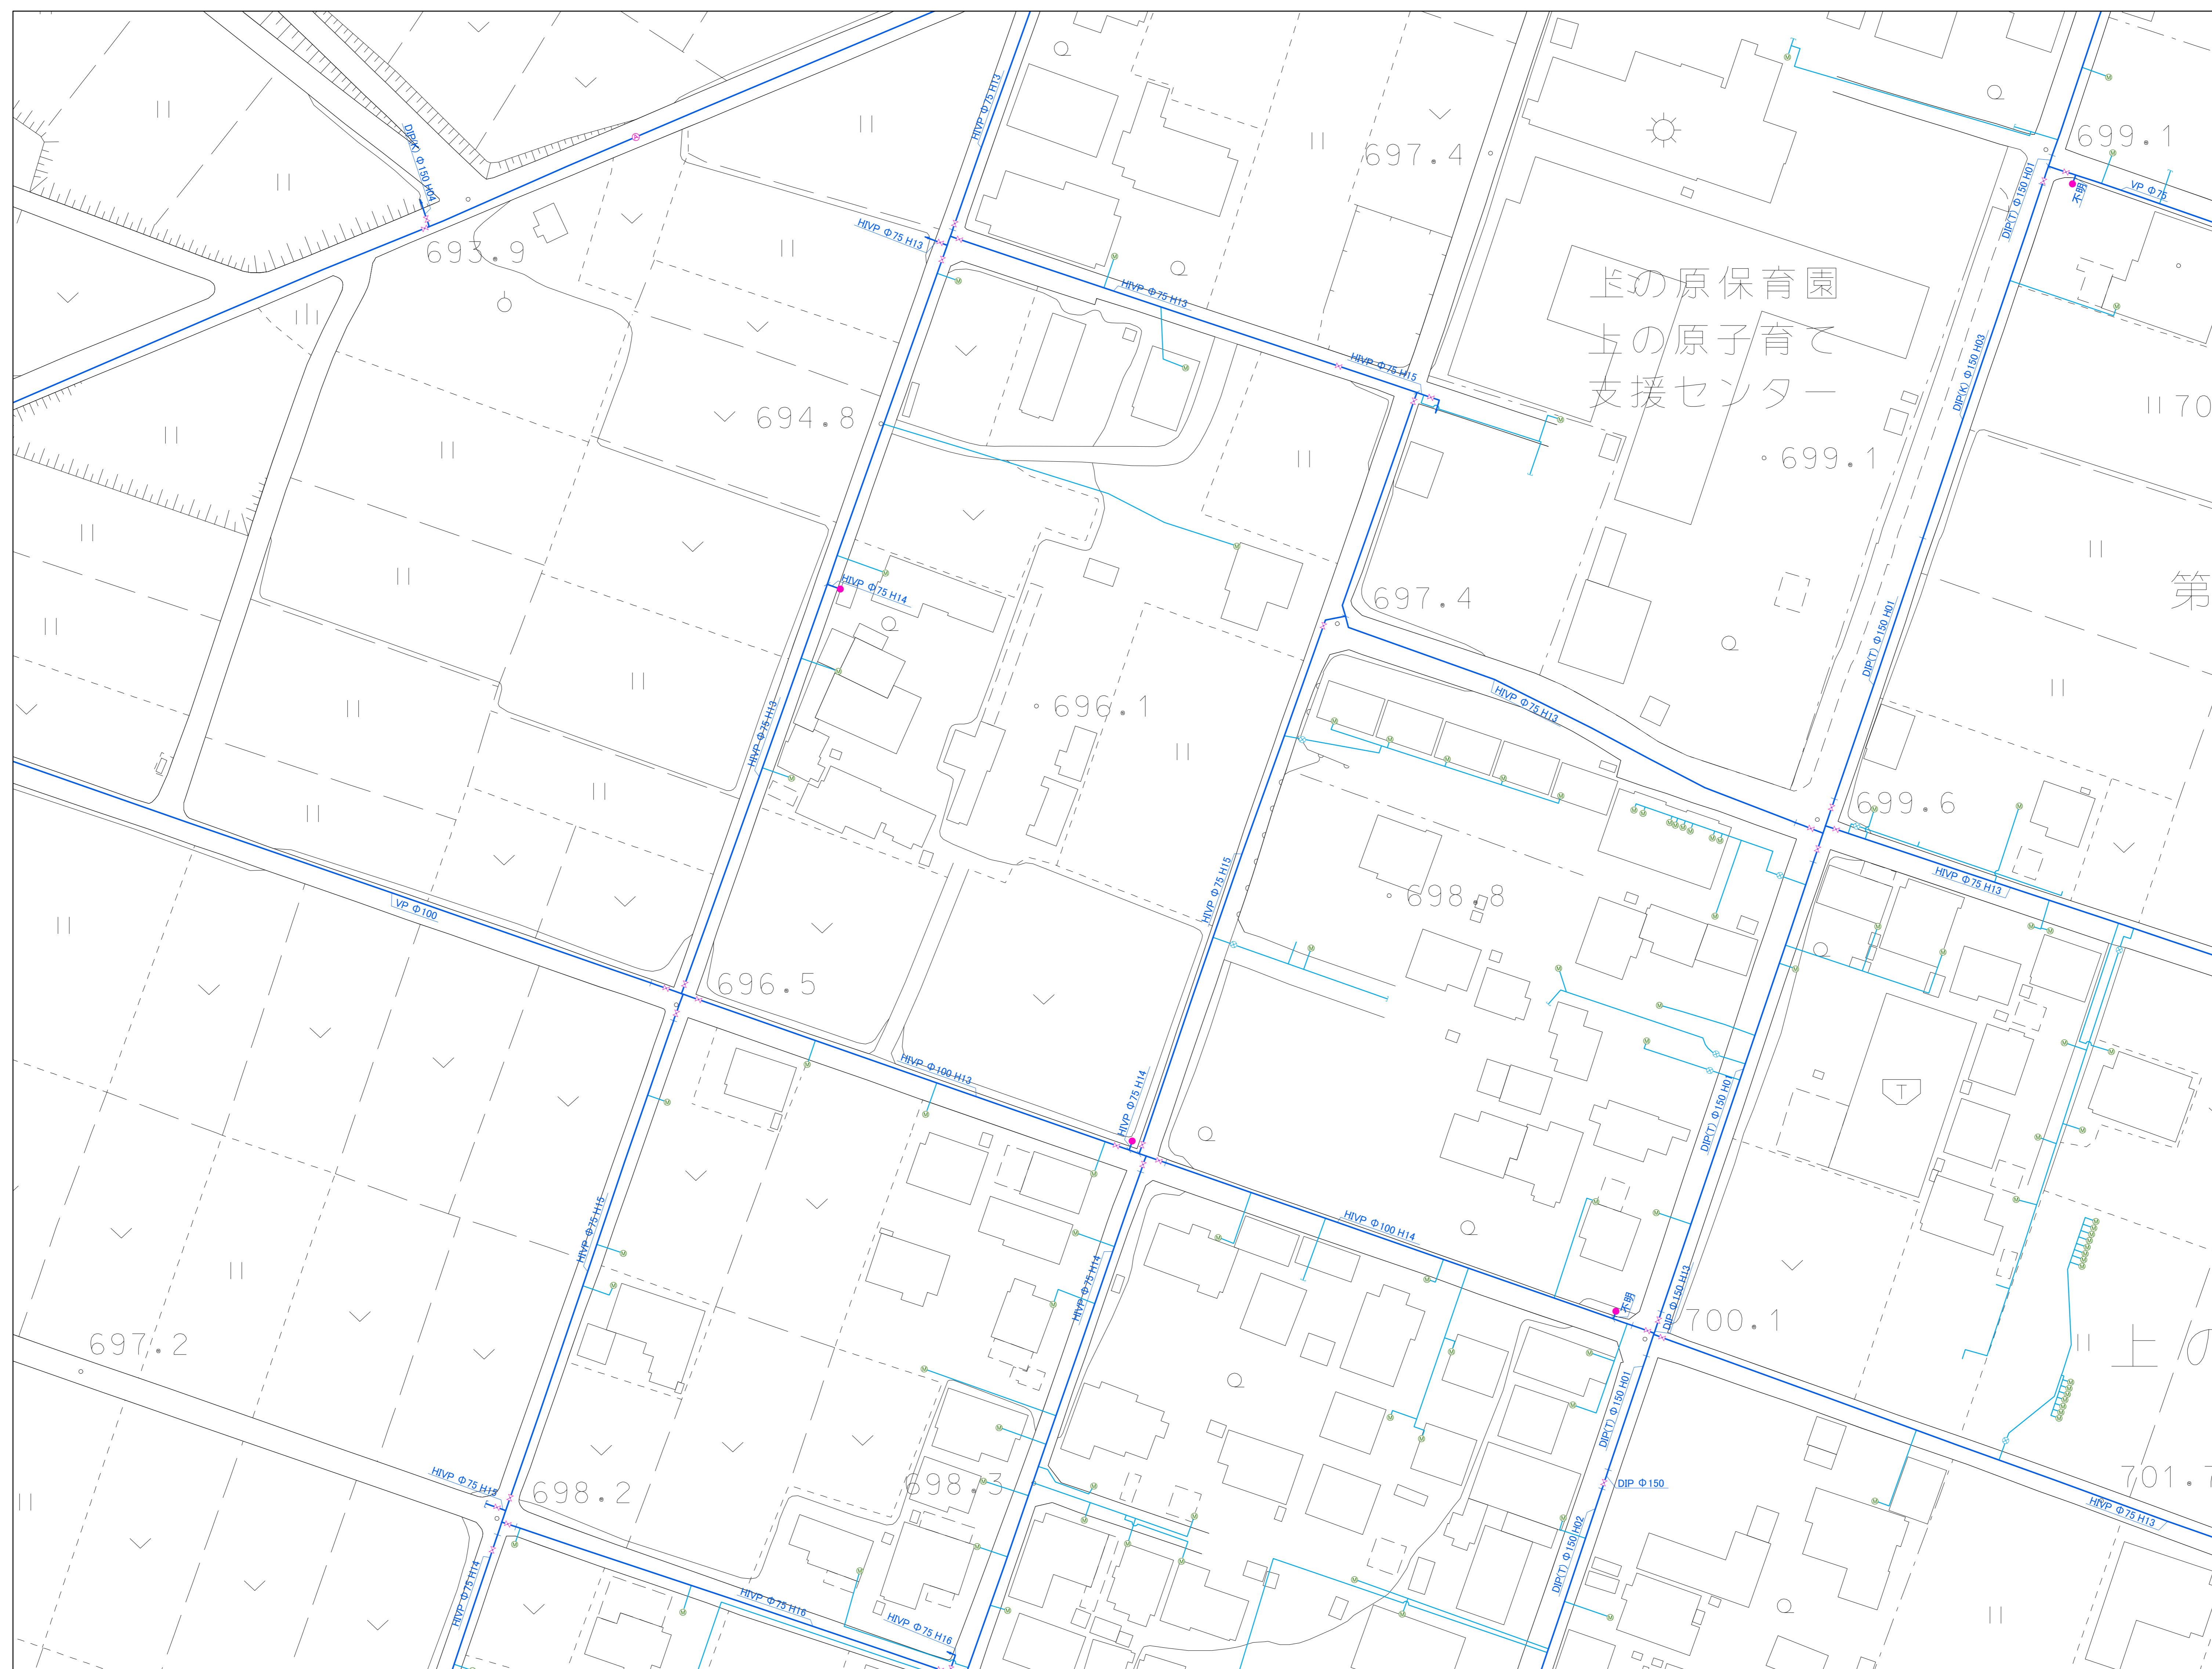 HIVP Φ75 H13
DIP(K) Φ150 H04
697.4
699.1
DIP(T) Φ150 H01
VP Φ75
不明
693.9
HIVP Φ75 H13
HIVP Φ75 H13
上の原保育園
上の原子育て
支援センター
HIVP Φ75 H15
DIP(K) Φ150 H03
694.8
70
699.1
HIVP Φ75 H14
697.4
第
DIP(T) Φ150 H01
696.1
HIVP Φ75 H13
HIVP Φ75 H13
699.6
HIVP Φ75 H15
698.8
HIVP Φ75 H13
VP Φ100
696.5
HIVP Φ100 H13
HIVP Φ75 H14
DIP(T) Φ150 H01
T
HIVP Φ75 H15
HIVP Φ100 H14
HIVP Φ75 H14
DIP Φ150 H13
不明
700.1
上の
697.2
DIP(T) Φ150 H01
HIVP Φ75 H15
698.2
698.3
DIP Φ150
701.7
HIVP Φ75 H13
DIP(T) Φ150 H02
HIVP Φ75 H14
HIVP Φ75 H16
HIVP Φ75 H16